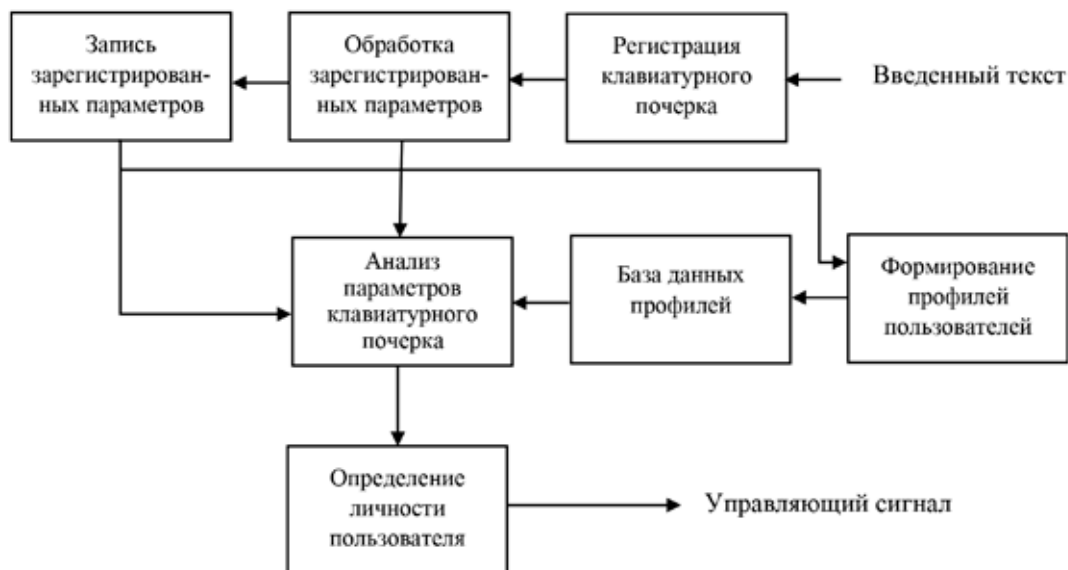 Запись
зарегистрирован-
ных параметров
Обработка
зарегистрирован-
ных параметров
Регистрация
клавиатурного
почерка
Введенный текст
Анализ
параметров
клавиатурного
почерка
База данных
профилей
Формирование
профилей
пользователей
Определение
личности
пользователя
Управляющий сигнал